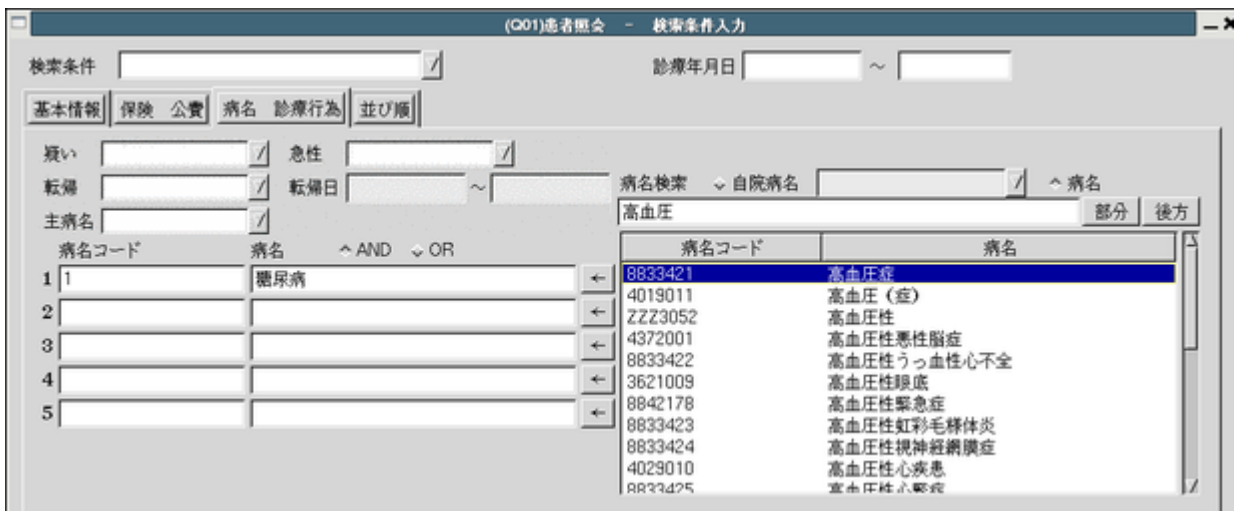 (Q01)患者照会 － 検索条件入力
検索条件 診療年月日 ～
基本情報 保険 公費 病名 診療行為 並び順
疑い 急性
転帰 転帰日 ～
病名検索 自院病名 病名
主病名
高血圧 部分 後方
病名コード 病名 AND OR
病名コード 病名
1 1 糖尿病 ←
2 ←
3 ←
4 ←
5 ←
8833421 高血圧症
4019011 高血圧（症）
ZZZ3052 高血圧性
4372001 高血圧性悪性脳症
8833422 高血圧性うっ血性心不全
3621009 高血圧性眼底
8842178 高血圧性緊急症
8833423 高血圧性虹彩毛様体炎
8833424 高血圧性視神経網膜症
4029010 高血圧性心疾患
8833425 高血圧性心腎症